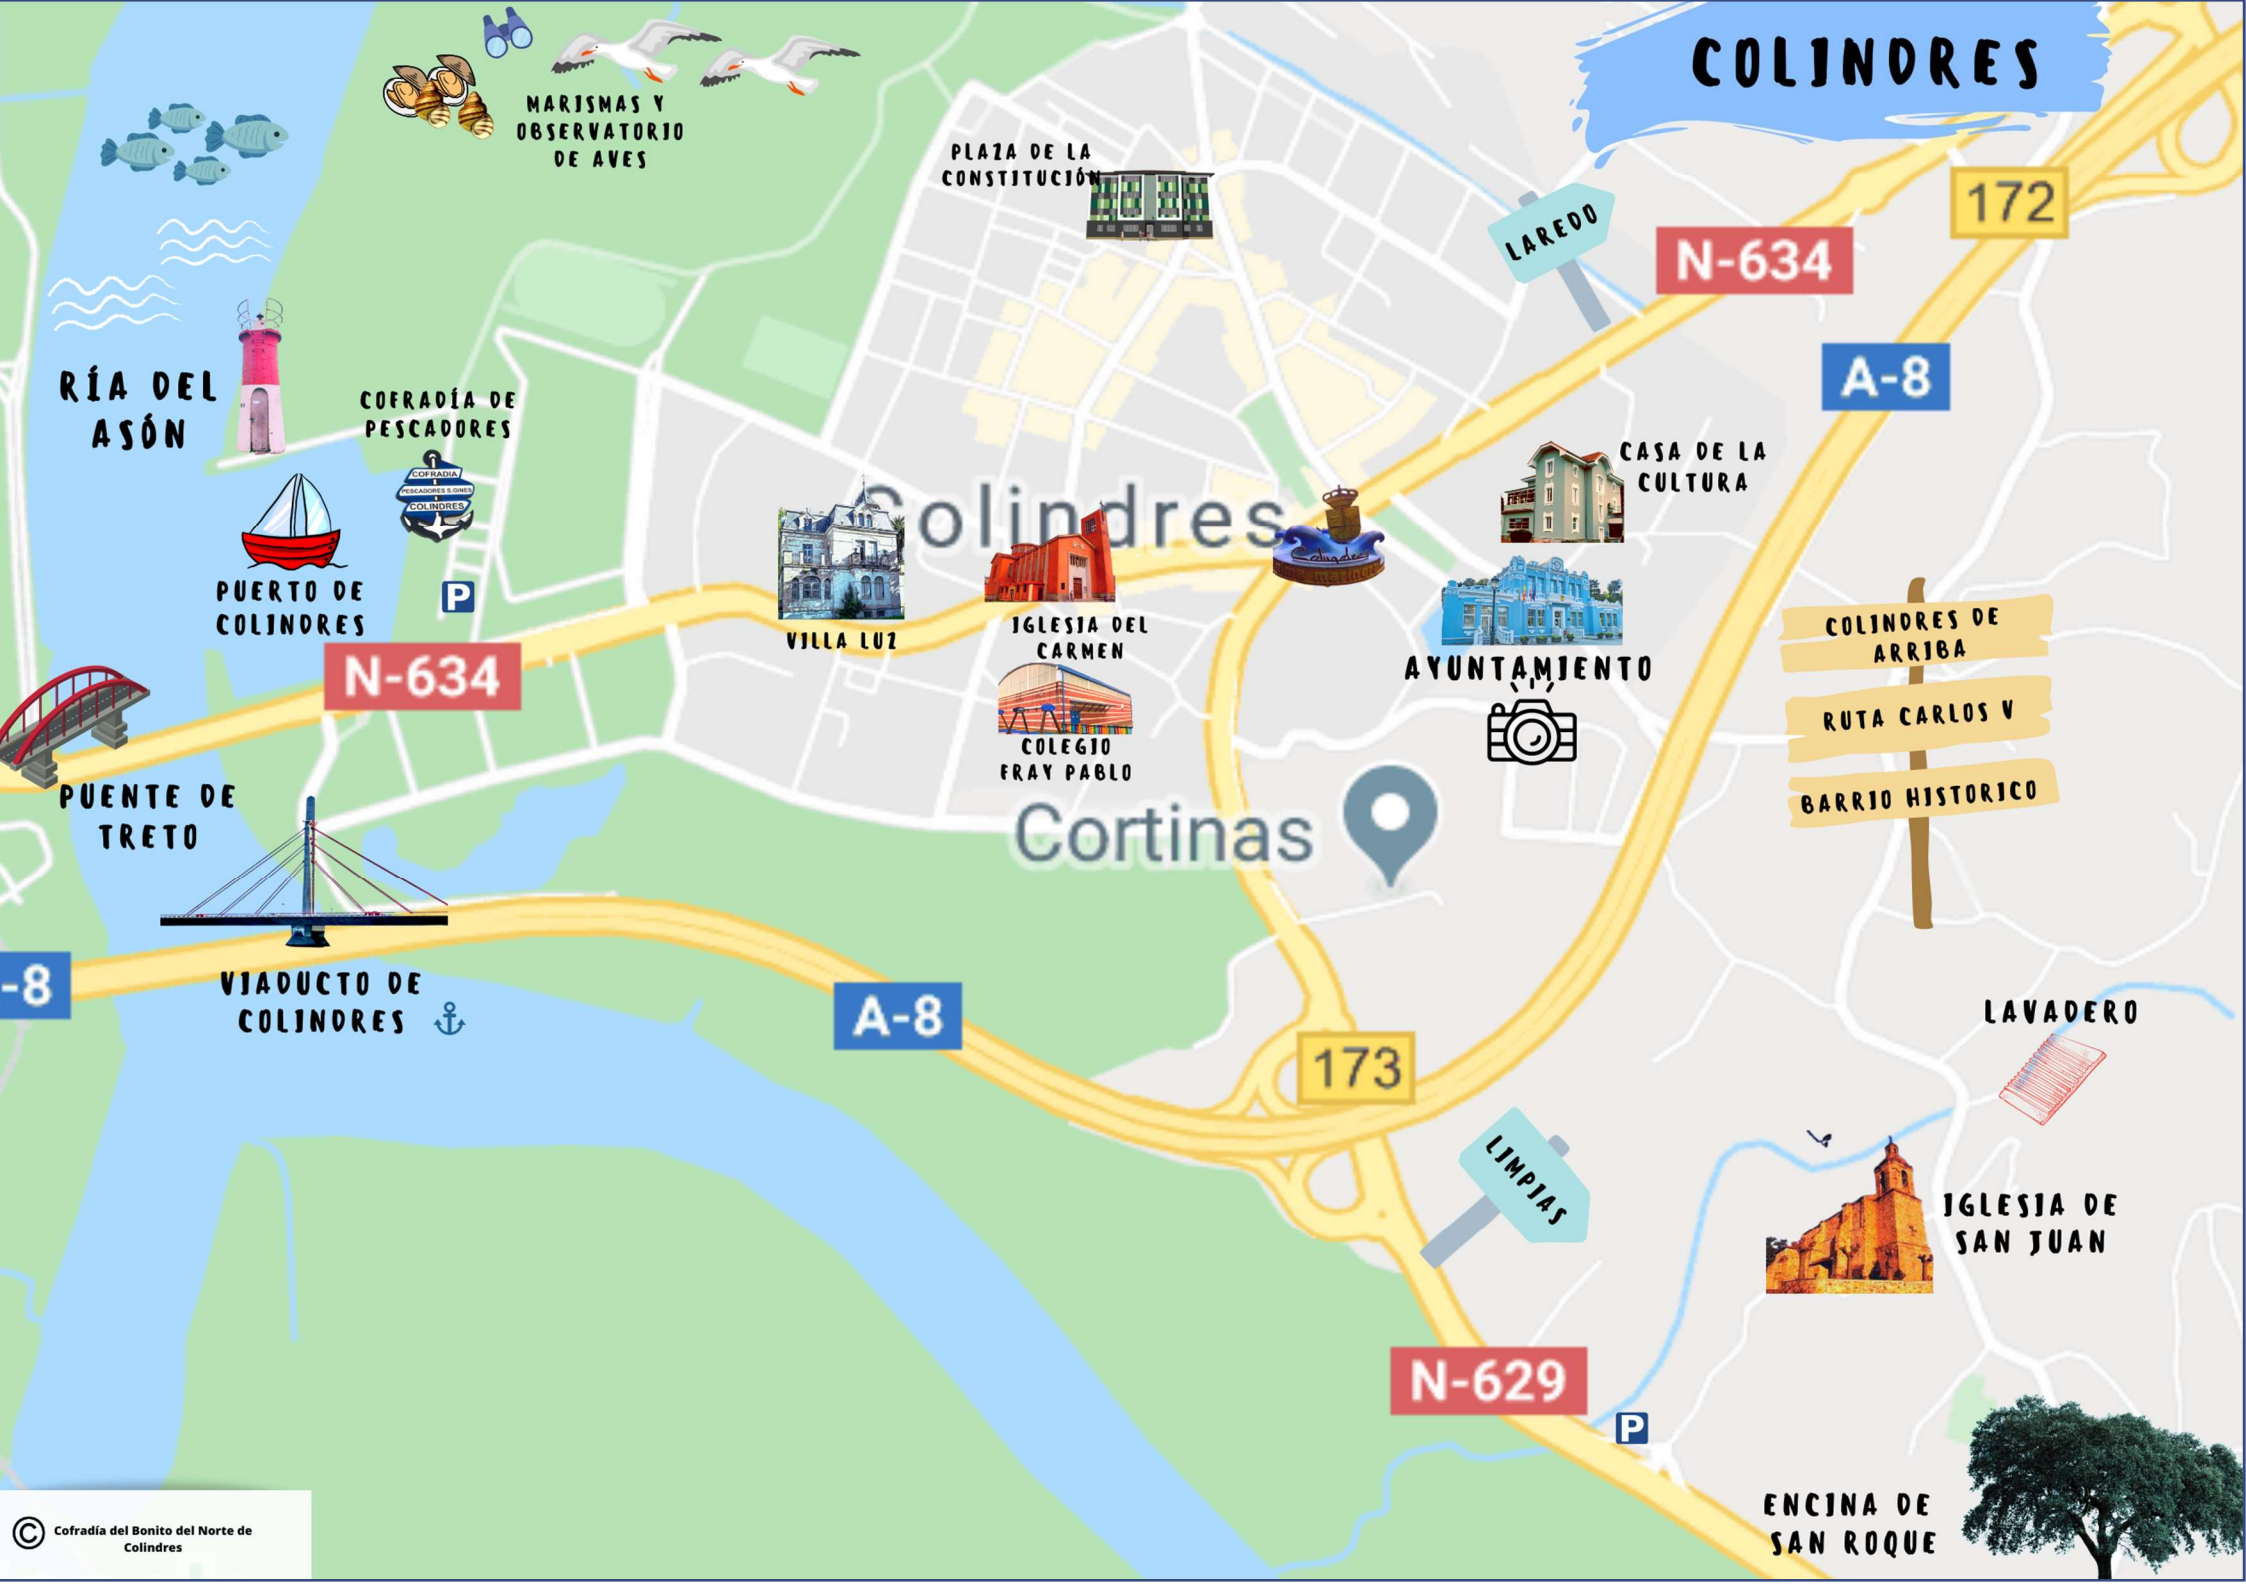 COLINDRES
MARISMAS Y
OBSERVATORIO
DE AVES
PLAZA DE LA
CONSTITUCIÓN
172
LAREDO
N-634
A-8
RÍA DEL
ASÓN
COFRADÍA DE
PESCADORES
COFRADIA
PESCADORES S.GINES
COLINDRES
CASA DE LA
CULTURA
Colindres
Colindres
PUERTO DE
COLINDRES
P
VILLA LUZ
IGLESIA DEL
CARMEN
AYUNTAMIENTO
COLINDRES DE
ARRIBA
RUTA CARLOS V
BARRIO HISTORICO
N-634
COLEGIO
FRAY PABLO
PUENTE DE
TRETO
Cortinas
-8
VIADUCTO DE
COLINDRES
A-8
173
LAVADERO
LIMPIAS
IGLESIA DE
SAN JUAN
N-629
P
ENCINA DE
SAN ROQUE
© Cofradía del Bonito del Norte de
Colindres